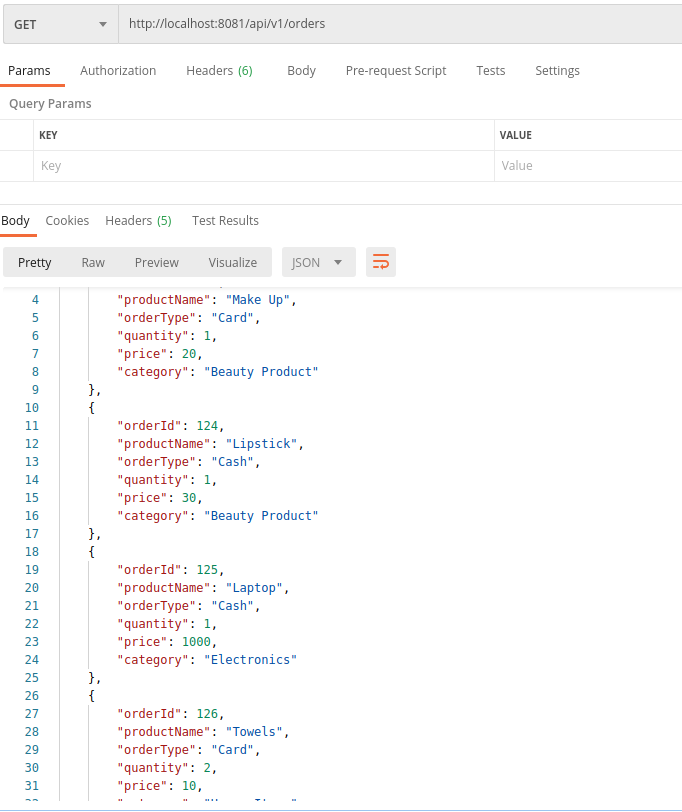 GET http://localhost:8081/api/v1/orders
Params Authorization Headers (6) Body Pre-request Script Tests Settings
Query Params
KEY VALUE
Key Value
Body Cookies Headers (5) Test Results
Pretty Raw Preview Visualize JSON
4 "productName": "Make Up",
5 "orderType": "Card",
6 "quantity": 1,
7 "price": 20,
8 "category": "Beauty Product"
9 },
10 {
11 "orderId": 124,
12 "productName": "Lipstick",
13 "orderType": "Cash",
14 "quantity": 1,
15 "price": 30,
16 "category": "Beauty Product"
17 },
18 {
19 "orderId": 125,
20 "productName": "Laptop",
21 "orderType": "Cash",
22 "quantity": 1,
23 "price": 1000,
24 "category": "Electronics"
25 },
26 {
27 "orderId": 126,
28 "productName": "Towels",
29 "orderType": "Card",
30 "quantity": 2,
31 "price": 10,